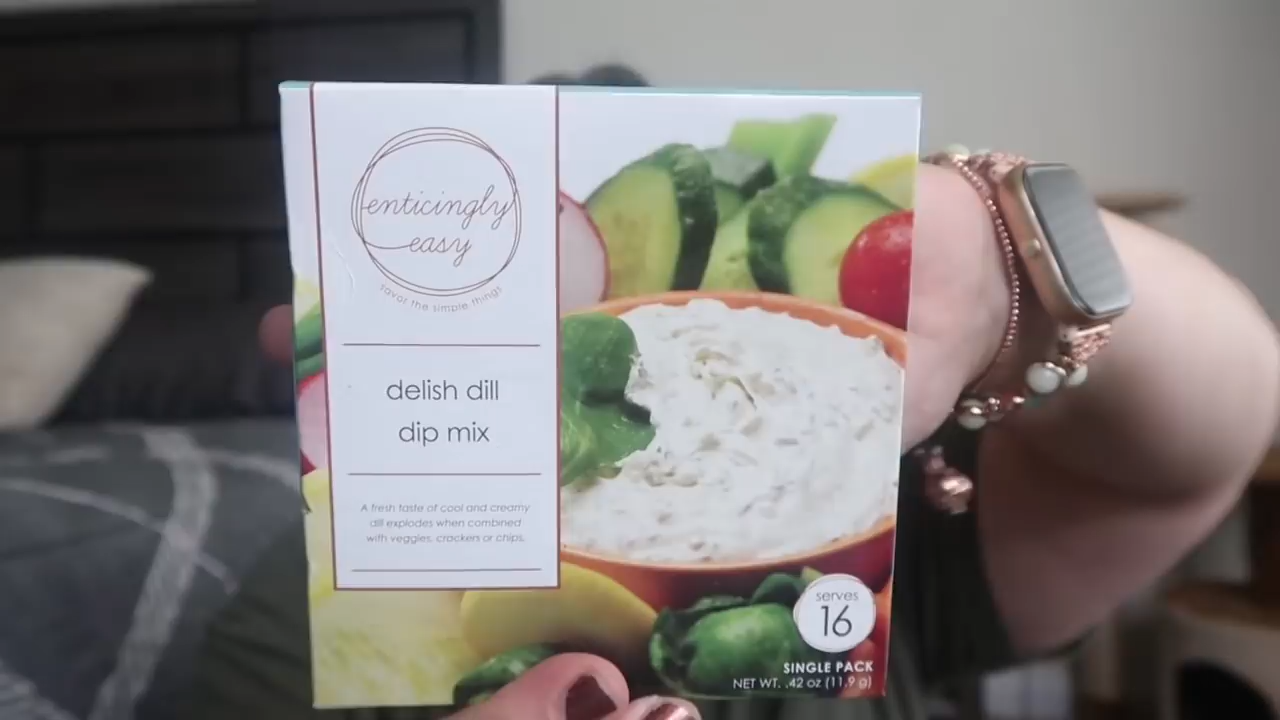 enticingly
easy
savor the simple things
delish dill
dip mix
A fresh taste of cool and creamy
dill explodes when combined
with veggies, crackers or chips.
serves
16
SINGLE PACK
NET WT. .42 oz (11.9 g)